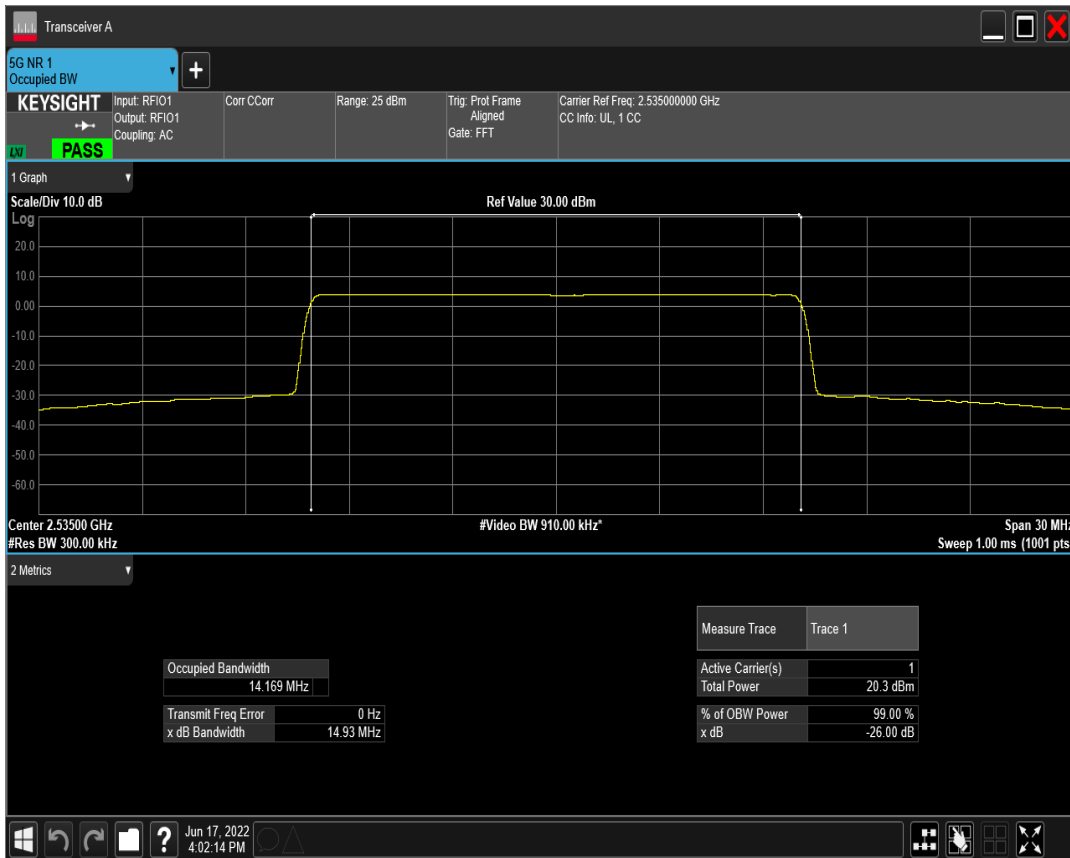 Transceiver A
5G NR 1
Occupied BW
+
KEYSIGHT
LXI
PASS
Input: RFIO1
Output: RFIO1
Coupling: AC
Corr CCorr
Range: 25 dBm
Trig: Prot Frame
Aligned
Gate: FFT
Carrier Ref Freq: 2.535000000 GHz
CC Info: UL, 1 CC
1 Graph
Scale/Div 10.0 dB
Ref Value 30.00 dBm
Log
20.0
10.0
0.00
-10.0
-20.0
-30.0
-40.0
-50.0
-60.0
Center 2.53500 GHz
#Video BW 910.00 kHz*
Span 30 MHz
#Res BW 300.00 kHz
Sweep 1.00 ms (1001 pts
2 Metrics
Measure Trace Trace 1
Occupied Bandwidth
14.169 MHz
Active Carrier(s) 1
Total Power 20.3 dBm
Transmit Freq Error 0 Hz
x dB Bandwidth 14.93 MHz
% of OBW Power 99.00 %
x dB -26.00 dB
?
Jun 17, 2022
4:02:14 PM